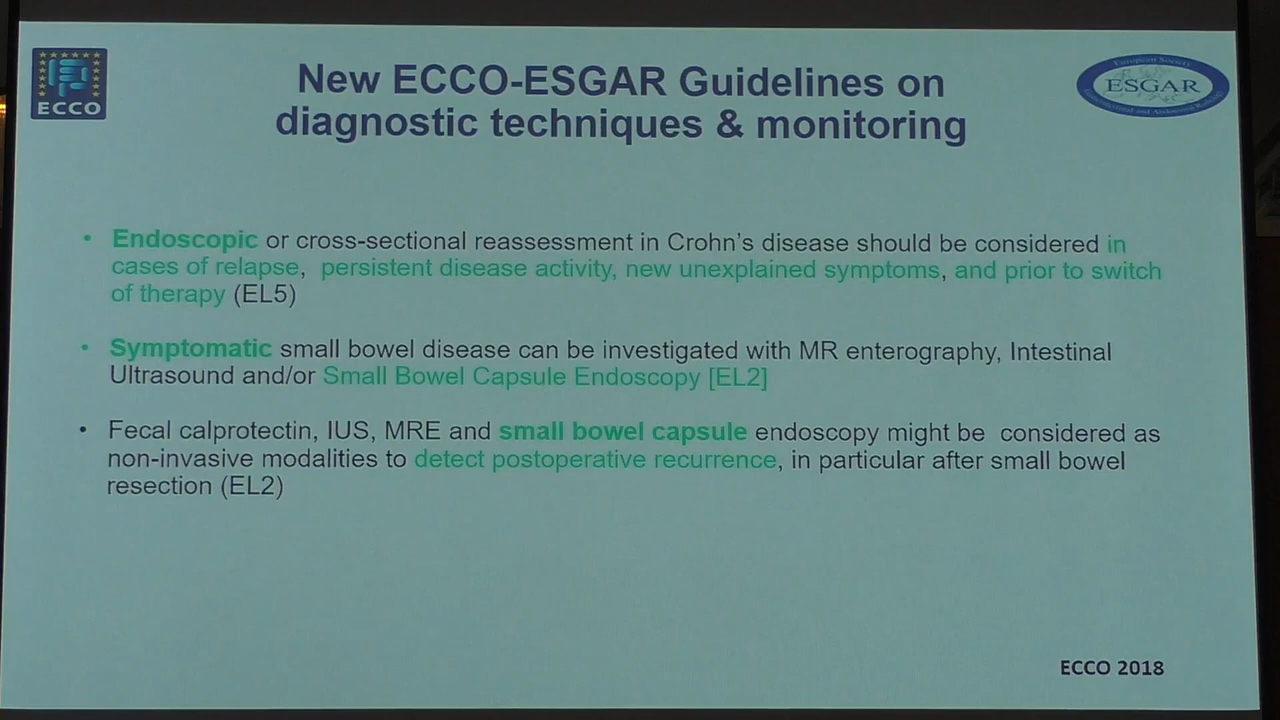 ECCO
New ECCO-ESGAR Guidelines on
diagnostic techniques & monitoring
European Society
ESGAR
• Endoscopic or cross-sectional reassessment in Crohn's disease should be considered in
cases of relapse, persistent disease activity, new unexplained symptoms, and prior to switch
of therapy (EL5)
• Symptomatic small bowel disease can be investigated with MR enterography, Intestinal
Ultrasound and/or Small Bowel Capsule Endoscopy [EL2]
• Fecal calprotectin, IUS, MRE and small bowel capsule endoscopy might be considered as
non-invasive modalities to detect postoperative recurrence, in particular after small bowel
resection (EL2)
ECCO 2018